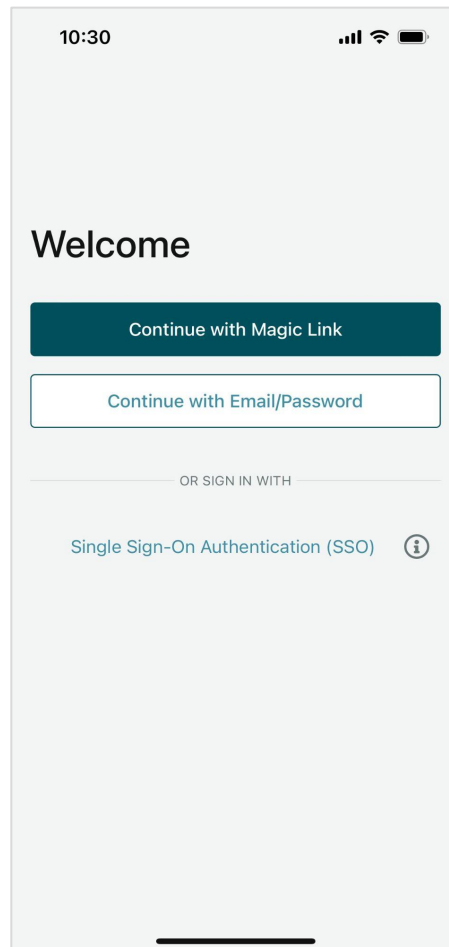 10:30
Welcome
Continue with Magic Link
Continue with Email/Password
OR SIGN IN WITH
Single Sign-On Authentication (SSO)